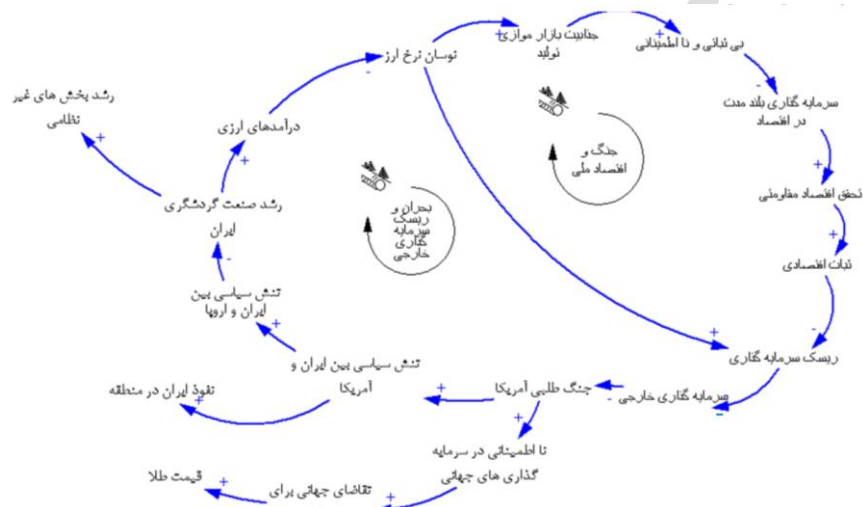 نوسان نرخ ارز
جذابیت بازار موازی
تولید
بی ثباتی و نا اطمینانی
سرمایه گذاری بلند مدت
در اقتصاد
تحقق اقتصاد مقاومتی
ثبات اقتصادی
ریسک سرمایه گذاری
سرمایه گذاری خارجی
جنگ طلبی آمریکا
تنش سیاسی بین ایران و
آمریکا
نفوذ ایران در منطقه
نا اطمینانی در سرمایه
گذاری های جهانی
تقاضای جهانی برای
قیمت طلا
تنش سیاسی بین
ایران و اروپا
رشد صنعت گردشگری
ایران
رشد بخش های غیر
نظامی
درآمدهای ارزی
جنگ و
اقتصاد ملی
بحران و
ریسک
سرمایه
گذاری
خارجی